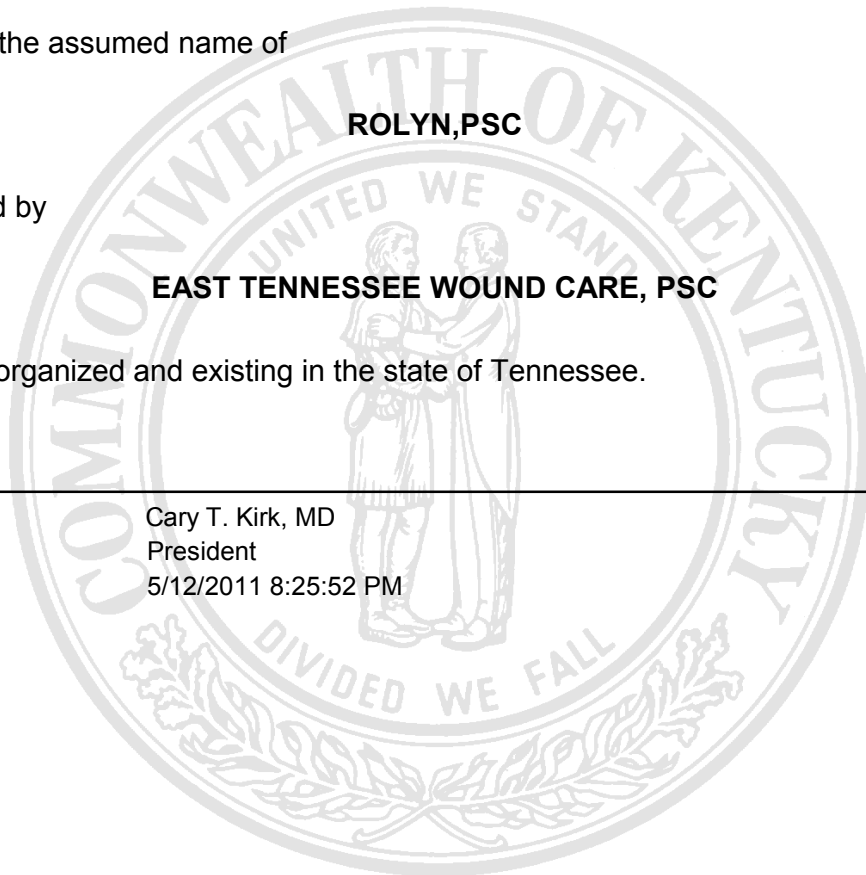 the assumed name of
ROLYN,PSC
d by
EAST TENNESSEE WOUND CARE, PSC
organized and existing in the state of Tennessee.
Cary T. Kirk, MD
President
5/12/2011 8:25:52 PM
COMMONWEALTH OF KENTUCKY
UNITED WE STAND
DIVIDED WE FALL